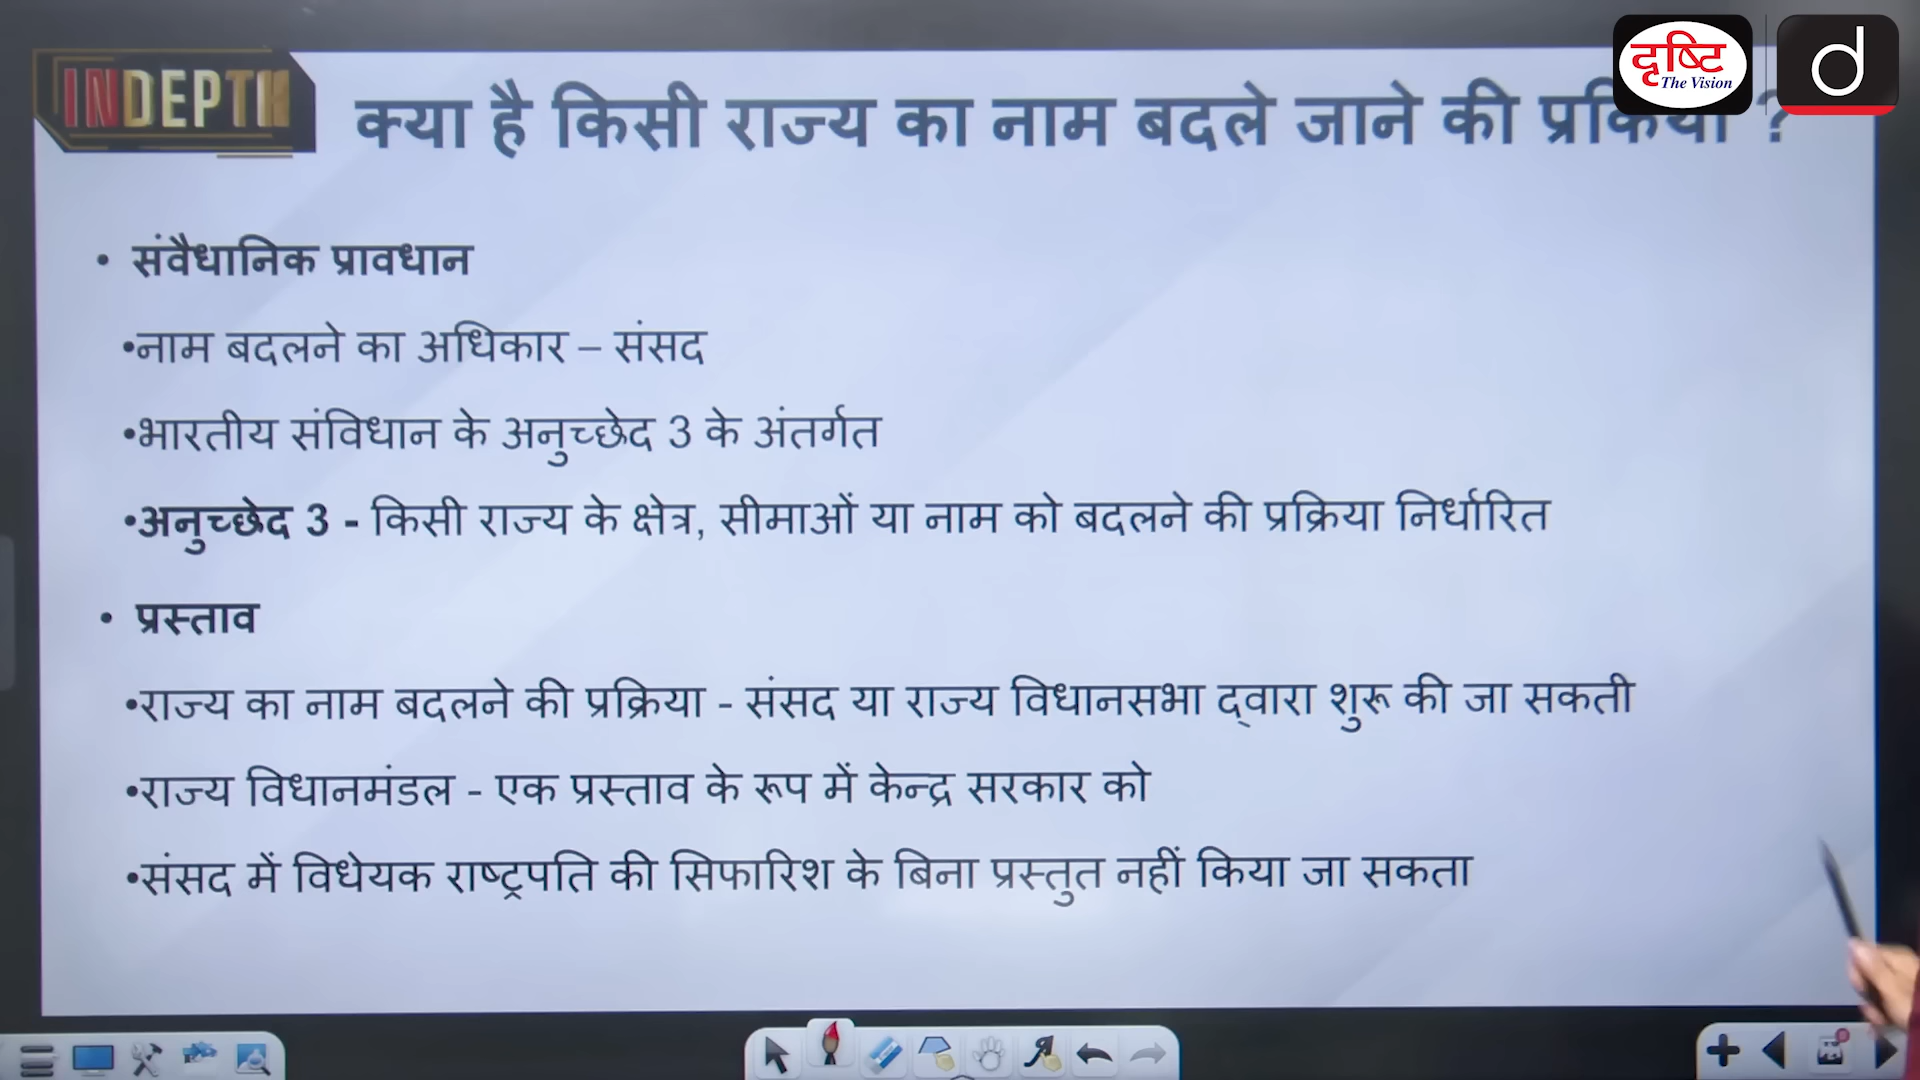 दृष्टि
The Vision
d
INDEPTH
क्या है किसी राज्य का नाम बदले जाने की प्रकिया ?
• संवैधानिक प्रावधान
•नाम बदलने का अधिकार – संसद
•भारतीय संविधान के अनुच्छेद 3 के अंतर्गत
•अनुच्छेद 3 - किसी राज्य के क्षेत्र, सीमाओं या नाम को बदलने की प्रक्रिया निर्धारित
• प्रस्ताव
•राज्य का नाम बदलने की प्रक्रिया - संसद या राज्य विधानसभा द्वारा शुरू की जा सकती
•राज्य विधानमंडल - एक प्रस्ताव के रूप में केन्द्र सरकार को
•संसद में विधेयक राष्ट्रपति की सिफारिश के बिना प्रस्तुत नहीं किया जा सकता